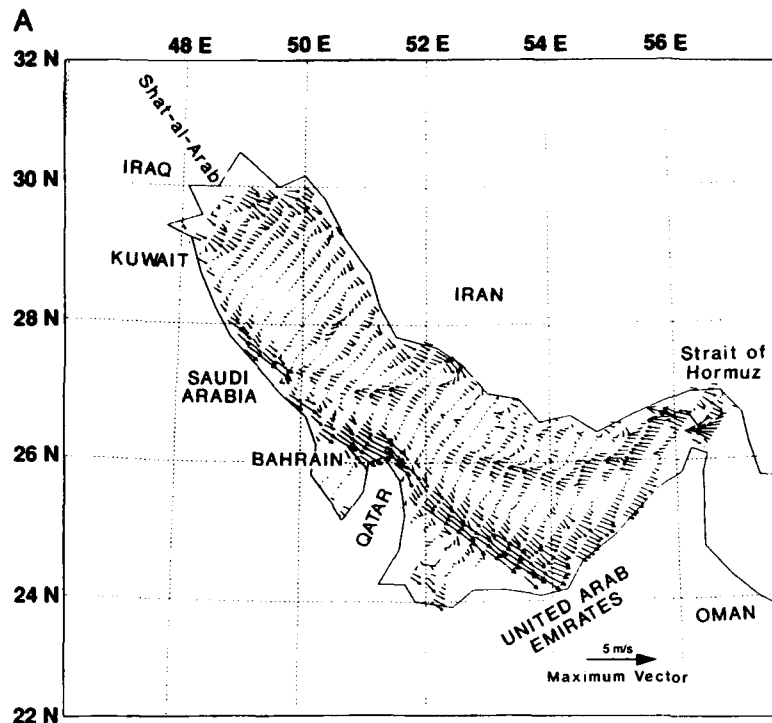 A
48 E 50 E 52 E 54 E 56 E
32 N
Shat-al-Arab
30 N
IRAQ
KUWAIT
IRAN
28 N
Strait of
Hormuz
SAUDI
ARABIA
26 N
BAHRAIN
QATAR
24 N
UNITED ARAB
EMIRATES
OMAN
5 m/s
Maximum Vector
22 N